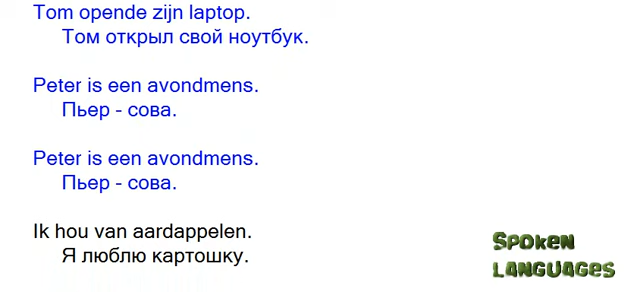 Tom opende zijn laptop.
Том открыл свой ноутбук.
Peter is een avondmens.
Пьер - сова.
Peter is een avondmens.
Пьер - сова.
Ik hou van aardappelen.
Я люблю картошку.
Spoken
Languages